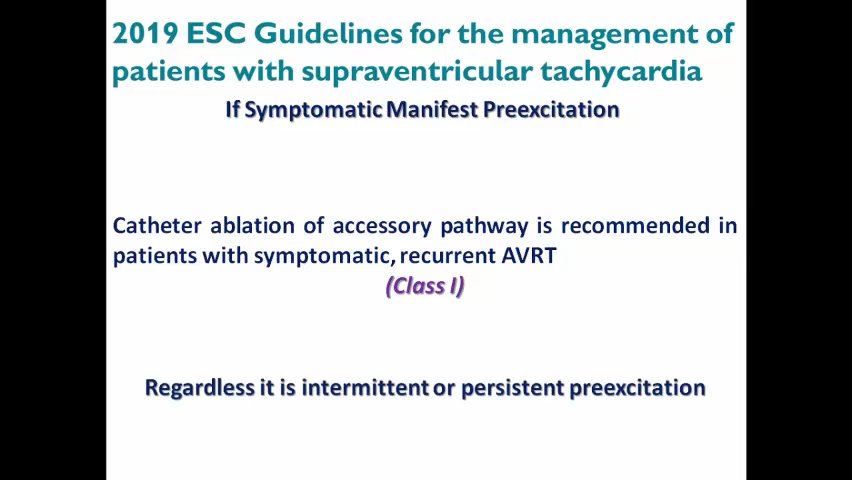 2019 ESC Guidelines for the management of
patients with supraventricular tachycardia
If Symptomatic Manifest Preexcitation
Catheter ablation of accessory pathway is recommended in
patients with symptomatic, recurrent AVRT
(Class I)
Regardless it is intermittent or persistent preexcitation